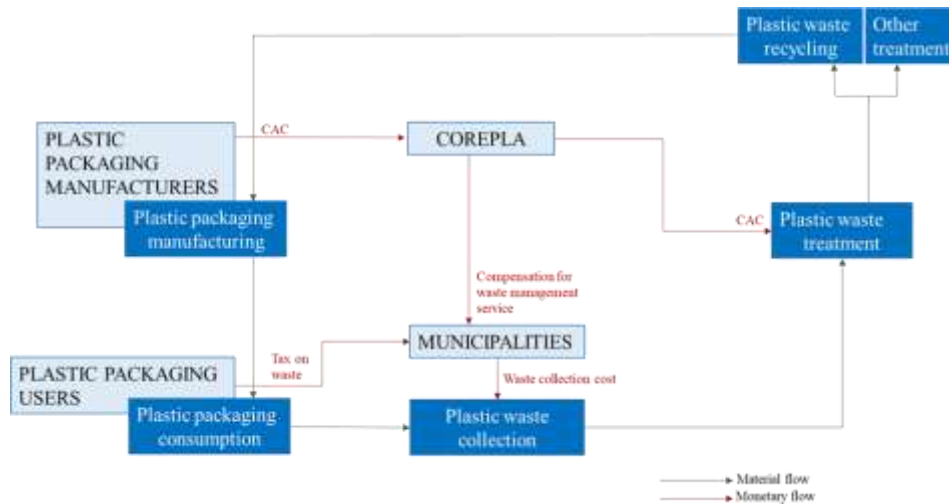 Plastic waste
recycling
Other
treatment
PLASTIC
PACKAGING
MANUFACTURERS
CAC
COREPLA
Plastic packaging
manufacturing
CAC
Plastic waste
treatment
Compensation for
waste management
service
MUNICIPALITIES
Tax on
waste
PLASTIC PACKAGING
USERS
Waste collection cost
Plastic packaging
consumption
Plastic waste
collection
Material flow
Monetary flow